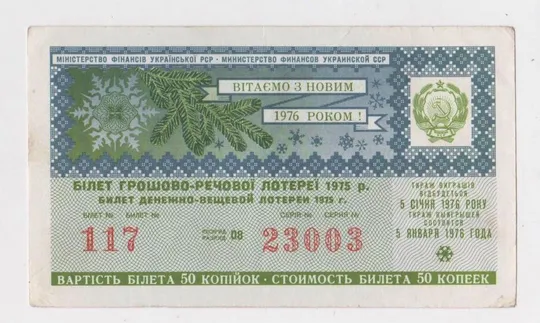 МІНІСТЕРСТВО ФІНАНСІВ УКРАЇНСЬКОЇ РСР · МИНИСТЕРСТВО ФИНАНСОВ УКРАИНСКОЙ ССР
ВІТАЄМО З НОВИМ
1976 РОКОМ !
БІЛЕТ ГРОШОВО-РЕЧОВОЇ ЛОТЕРЕЇ 1975 р.
БИЛЕТ ДЕНЕЖНО-ВЕЩЕВОЙ ЛОТЕРЕИ 1975 г.
ТИРАЖ ВИГРАШІВ
ВІДБУДЕТЬСЯ
5 СІЧНЯ 1976 РОКУ
ТИРАЖ ВЫИГРЫШЕЙ
СОСТОИТСЯ
5 ЯНВАРЯ 1976 ГОДА
БІЛЕТ № БИЛЕТ №
СЕРІЯ № СЕРИЯ №
117
РОЗРЯД
РАЗРЯД 08
23003
ВАРТІСТЬ БІЛЕТА 50 КОПІЙОК · СТОИМОСТЬ БИЛЕТА 50 КОПЕЕК